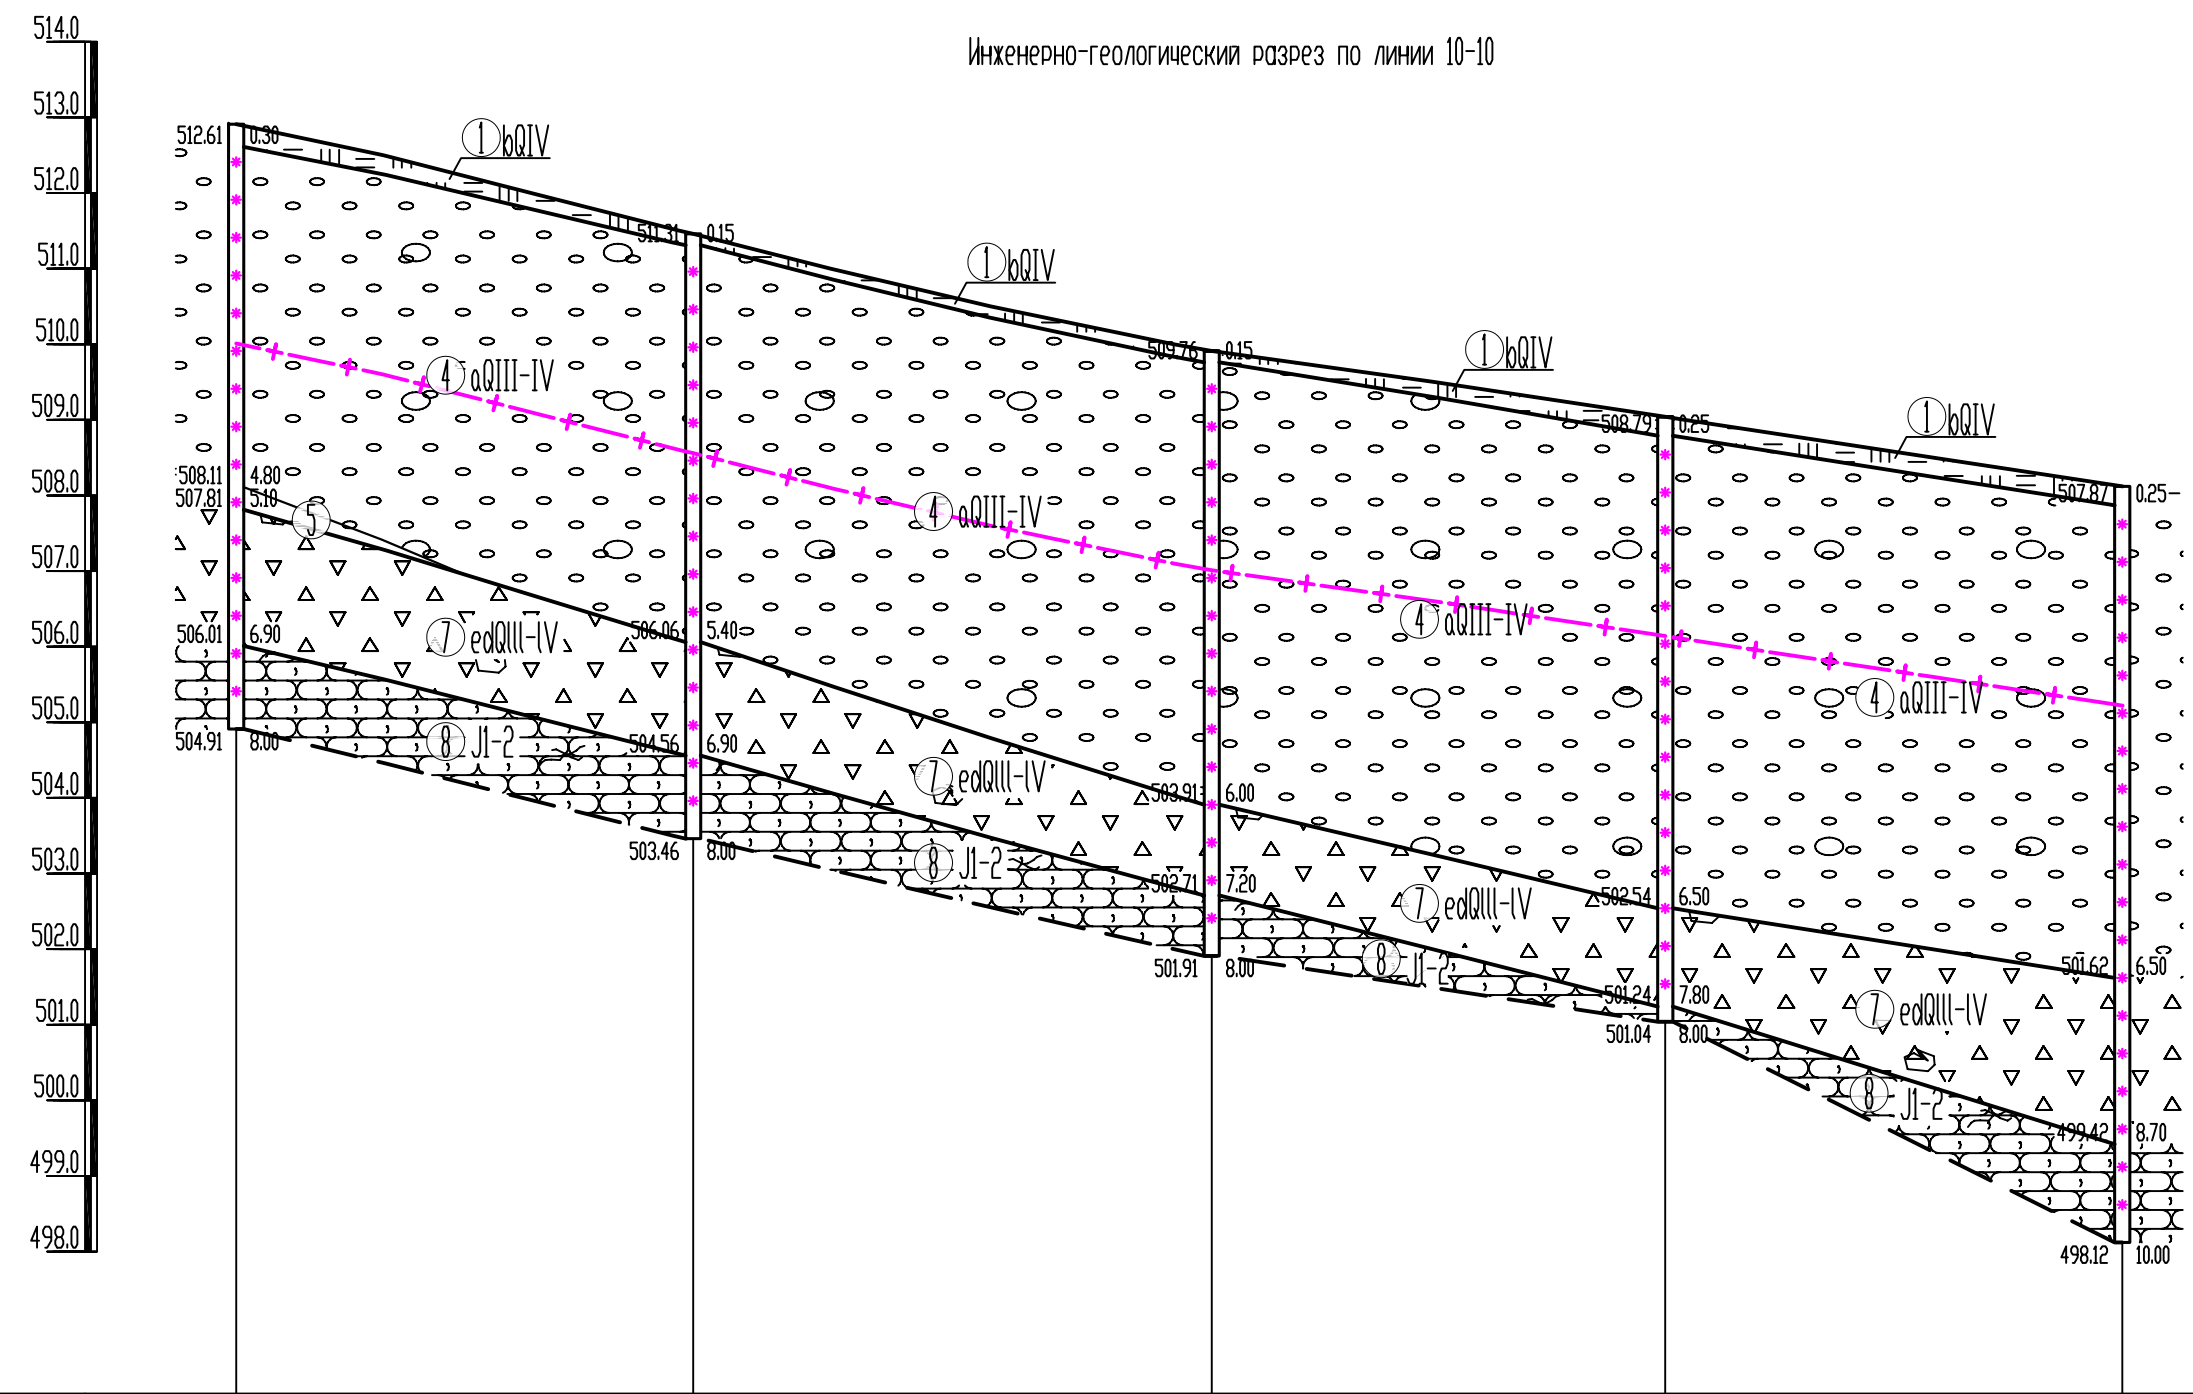 Инженерно-геологический разрез по линии 10-10
514.0
513.0
512.0
511.0
510.0
509.0
508.0
507.0
506.0
505.0
504.0
503.0
502.0
501.0
500.0
499.0
498.0
512.61 0.30
508.11 4.80
507.81 5.10
506.01 6.90
504.91 8.00
1 bQIV
4 aQIII-IV
5
7 edQIII-IV
8 J1-2
511.31 0.15
506.06 5.40
504.56 6.90
503.46 8.00
1 bQIV
4 aQIII-IV
7 edQIII-IV
8 J1-2
509.76 0.15
503.91 6.00
502.71 7.20
501.91 8.00
1 bQIV
4 aQIII-IV
7 edQIII-IV
8 J1-2
508.79 0.25
502.54 6.50
501.24 7.80
501.04 8.00
1 bQIV
4 aQIII-IV
7 edQIII-IV
8 J1-2
507.87 0.25
501.62 6.50
499.42 8.70
498.12 10.00